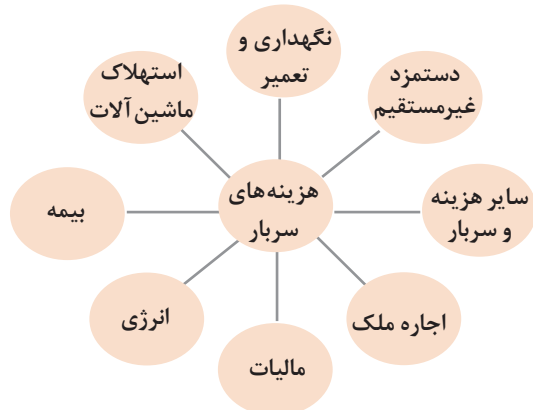 نگهداری و
تعمیر
دستمزد
غیرمستقیم
استهلاک
ماشین آلات
هزینه‌های
سربار
سایر هزینه
و سربار
بیمه
اجاره ملک
انرژی
مالیات